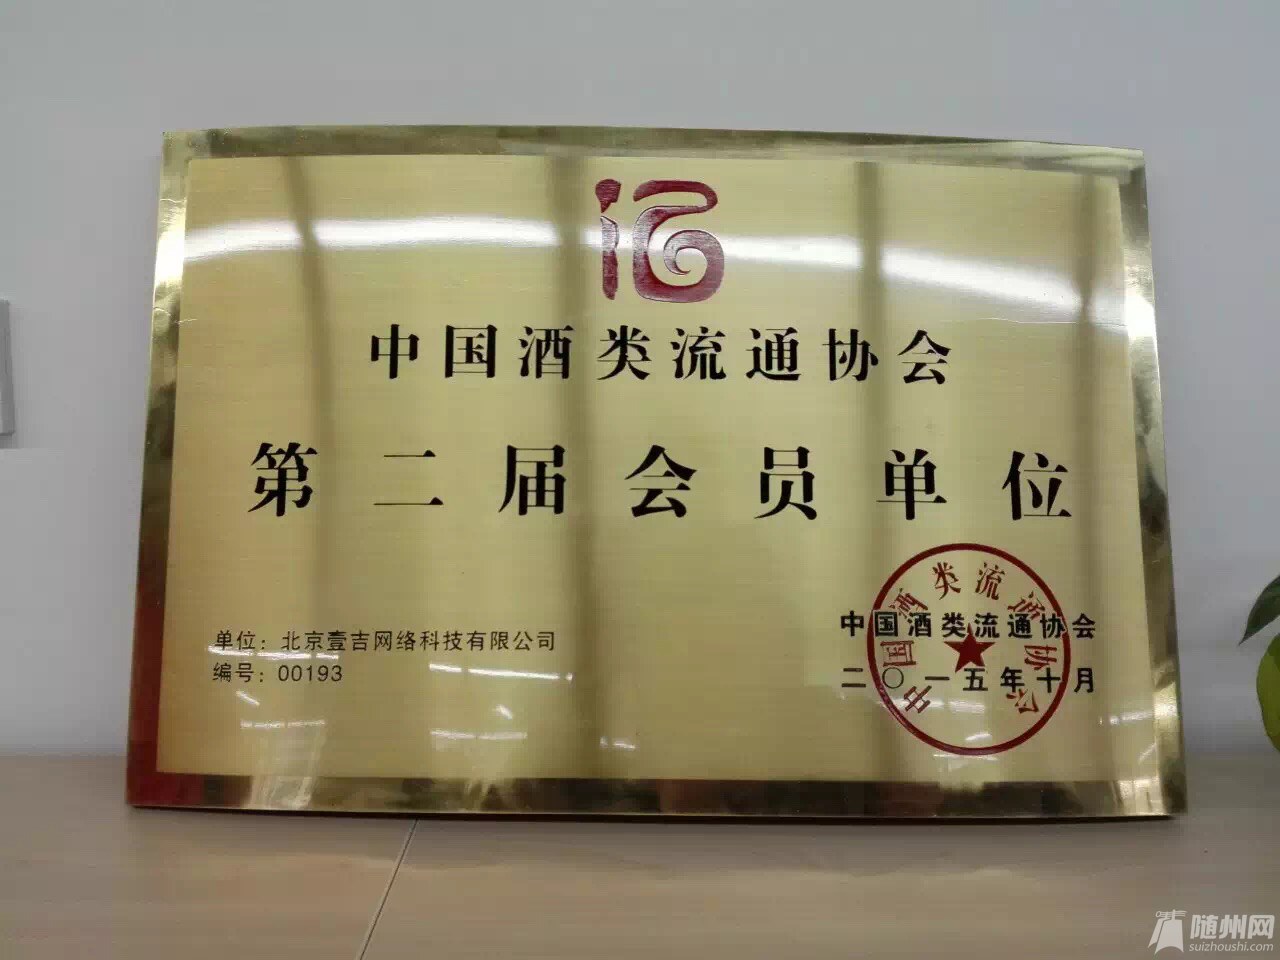 中国酒类流通协会
第二届会员单位
单位：北京壹吉网络科技有限公司
编号：00193
中国酒类流通协会
二〇一五年十月
中国酒类流通协会
随州网
suizhoushi.com